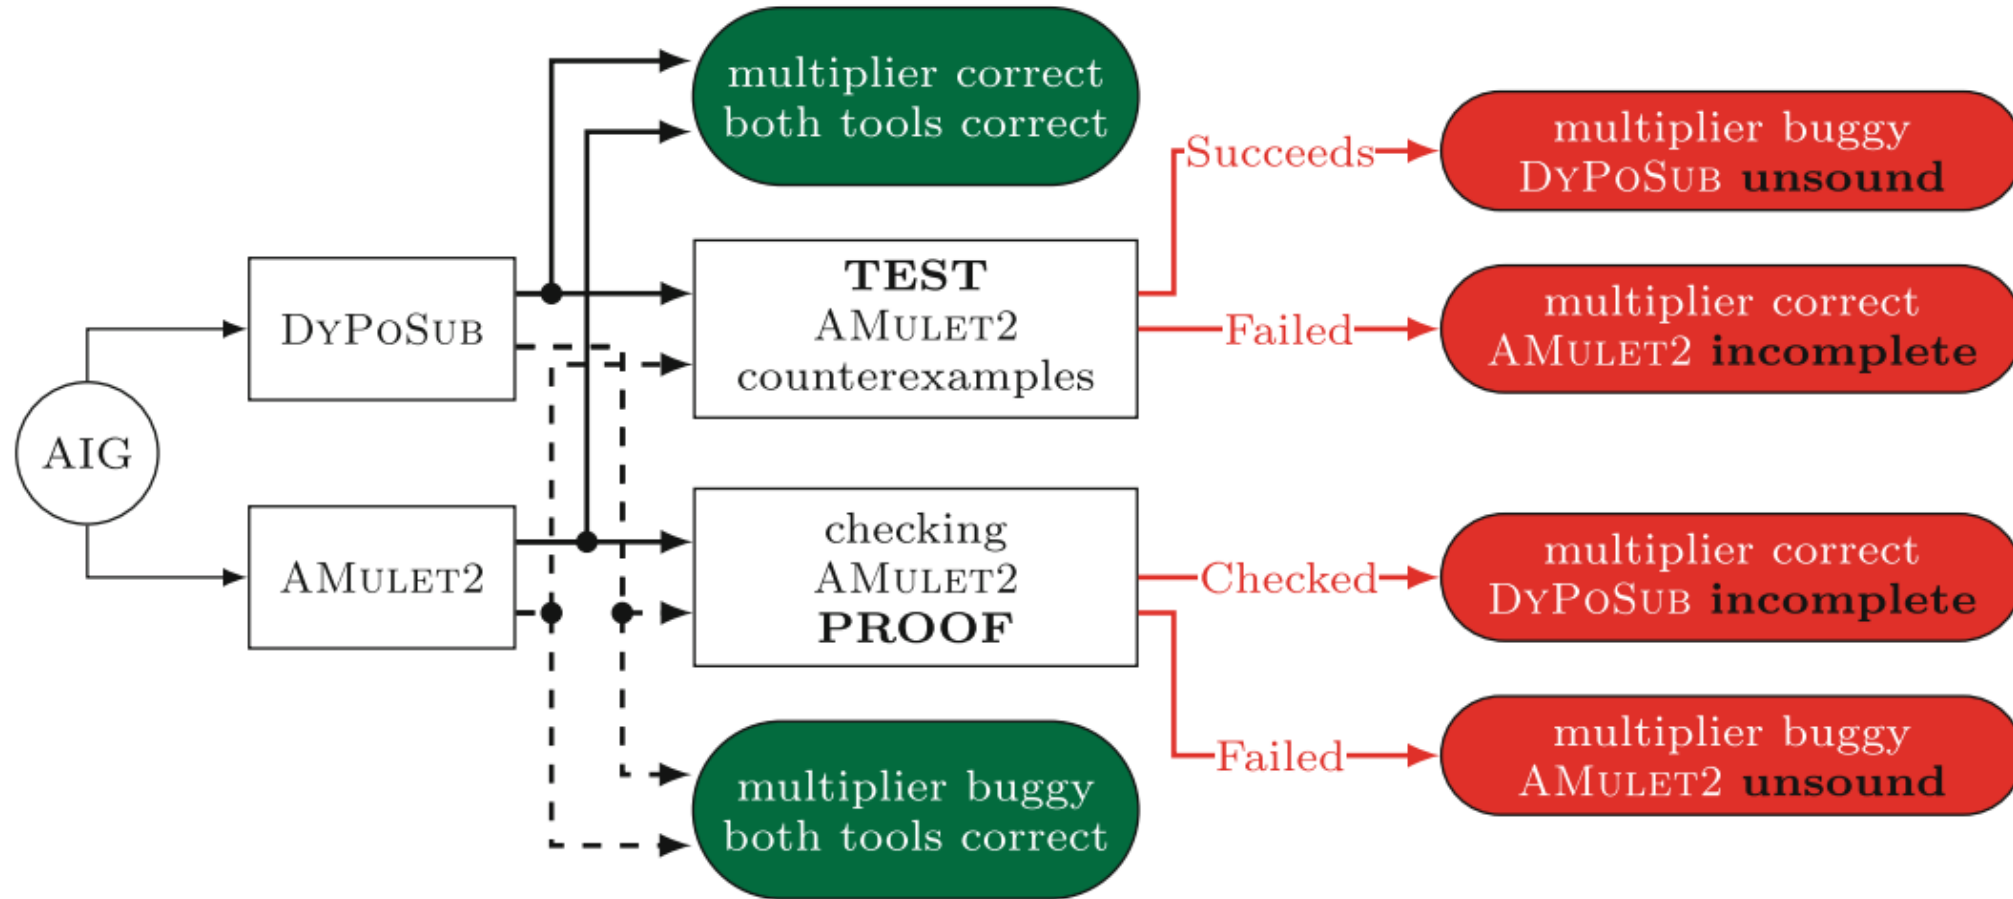 AIG
DYPOSUB
AMULET2
multiplier correct
both tools correct
TEST
AMULET2
counterexamples
checking
AMULET2
PROOF
multiplier buggy
both tools correct
Succeeds
Failed
Checked
Failed
multiplier buggy
DYPOSUB unsound
multiplier correct
AMULET2 incomplete
multiplier correct
DYPOSUB incomplete
multiplier buggy
AMULET2 unsound